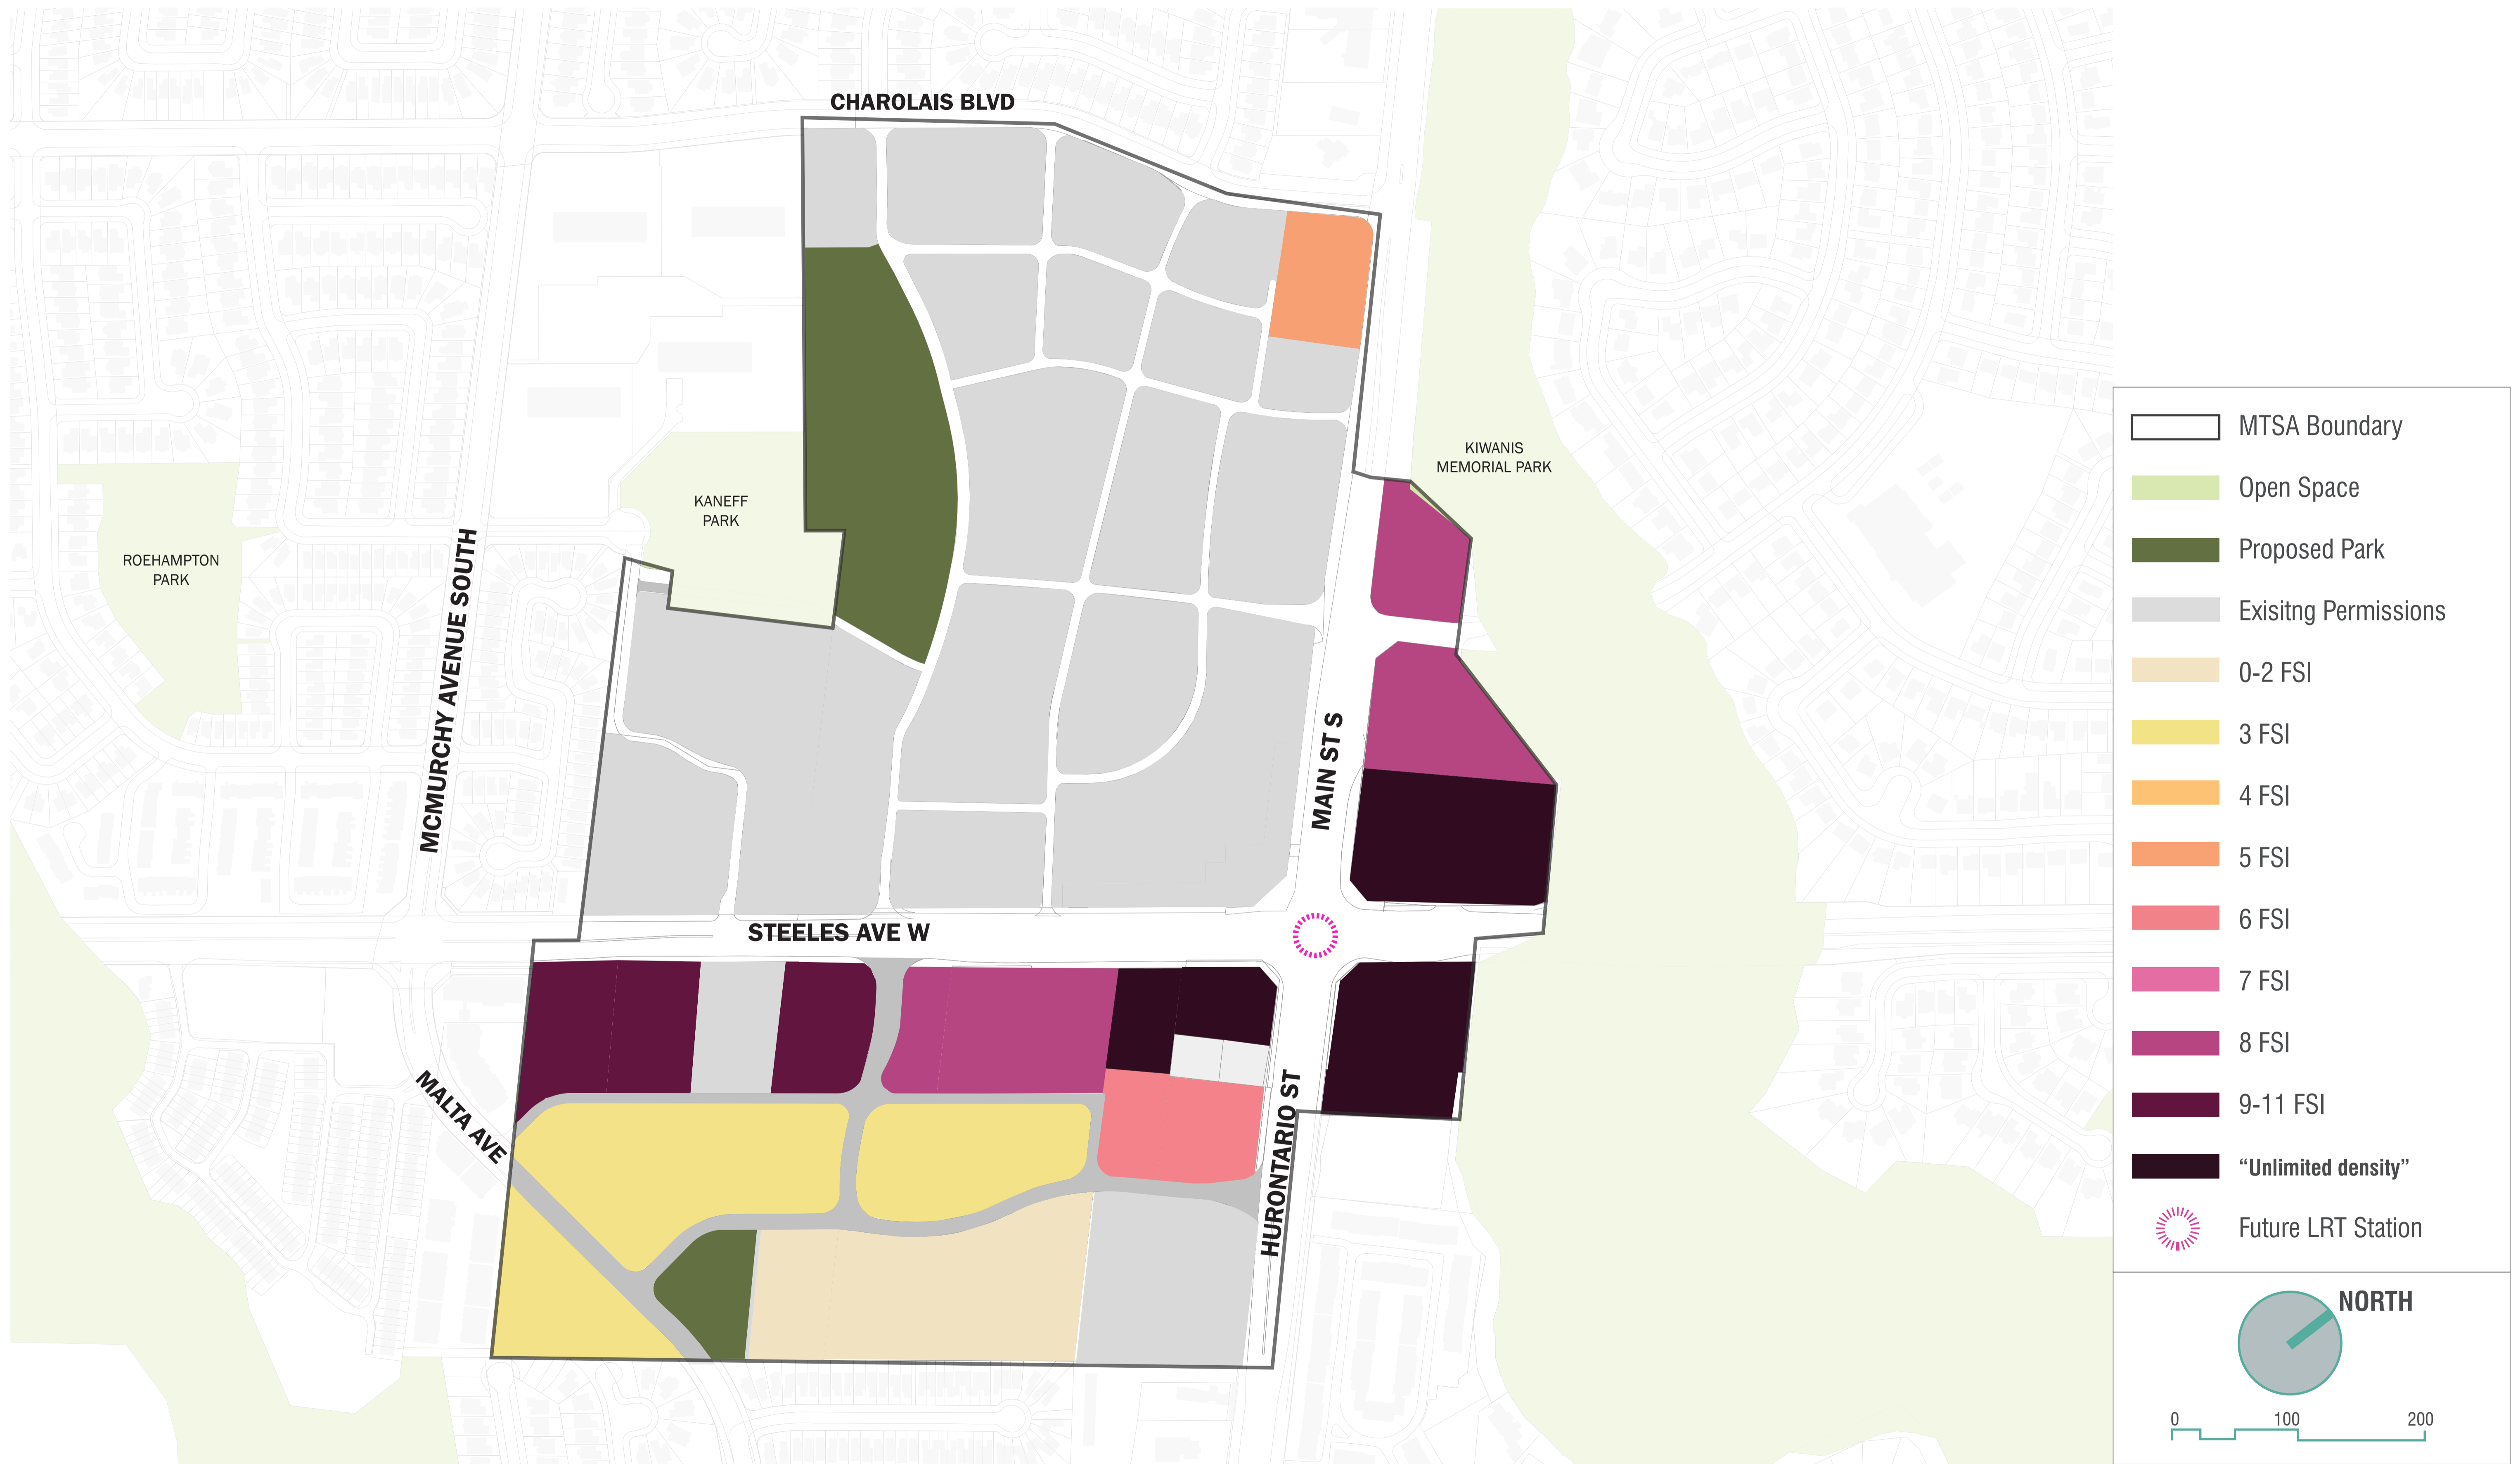 CHAROLAIS BLVD
KIWANIS
MEMORIAL PARK
KANEFF
PARK
ROEHAMPTON
PARK
MCMURCHY AVENUE SOUTH
MAIN ST S
STEELES AVE W
MALTA AVE
HURONTARIO ST
MTSA Boundary
Open Space
Proposed Park
Exisitng Permissions
0-2 FSI
3 FSI
4 FSI
5 FSI
6 FSI
7 FSI
8 FSI
9-11 FSI
“Unlimited density”
Future LRT Station
NORTH
0 100 200